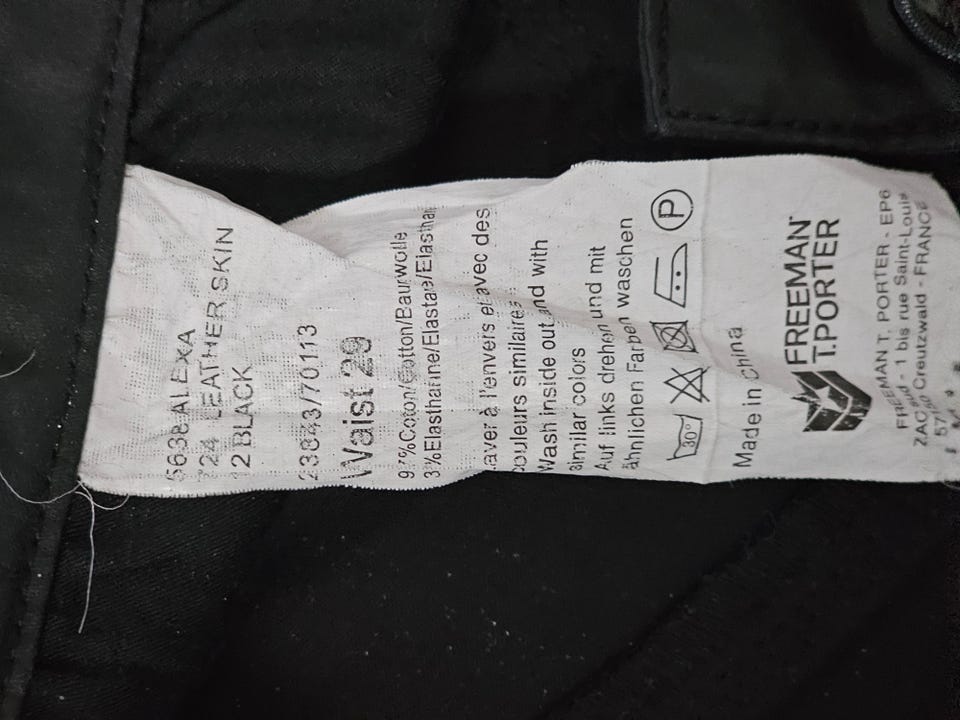 ALEXA
LEATHER SKIN
2 BLACK
Waist 29
Coton/Cotton/Baumwolle
3%Elasthanne/Elastane/Elasthan
Laver à l'envers et avec des
couleurs similaires
Wash inside out and with
similar colors
Auf links drehen und mit
ähnlichen Farben waschen
30° P
Made in China
FREEMAN
T.PORTER
FREEMAN T. PORTER - EP6
1 bis rue Saint-Louis
ZAC Creutzwald - FRANCE